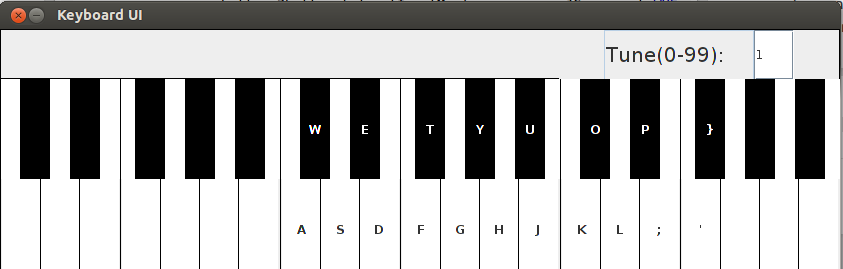 Keyboard UI
Tune(0-99): 1
W E T Y U O P }
A S D F G H J K L ; '